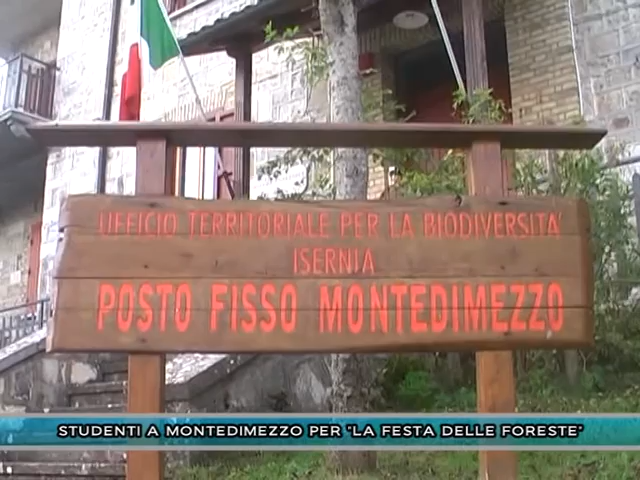 UFFICIO TERRITORIALE PER LA BIODIVERSITA'
ISERNIA
POSTO FISSO MONTEDIMEZZO
STUDENTI A MONTEDIMEZZO PER "LA FESTA DELLE FORESTE"